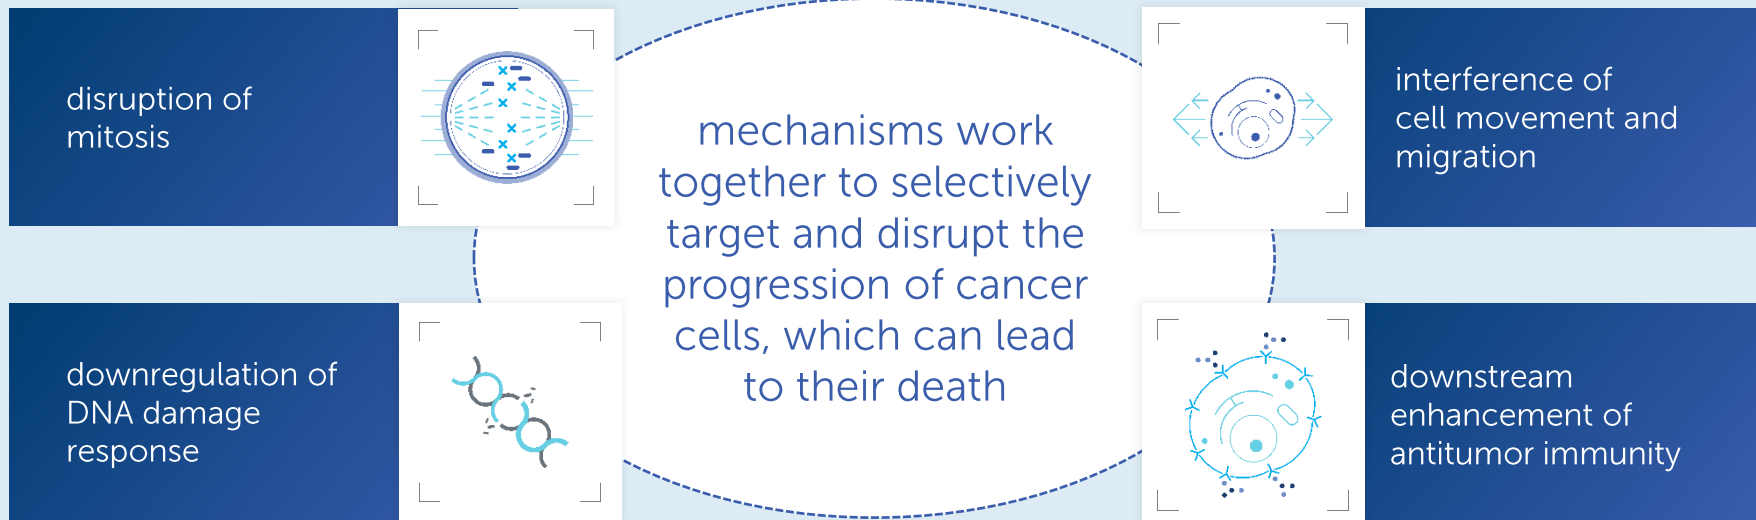 disruption of
mitosis
mechanisms work
together to selectively
target and disrupt the
progression of cancer
cells, which can lead
to their death
interference of
cell movement and
migration
downregulation of
DNA damage
response
downstream
enhancement of
antitumor immunity